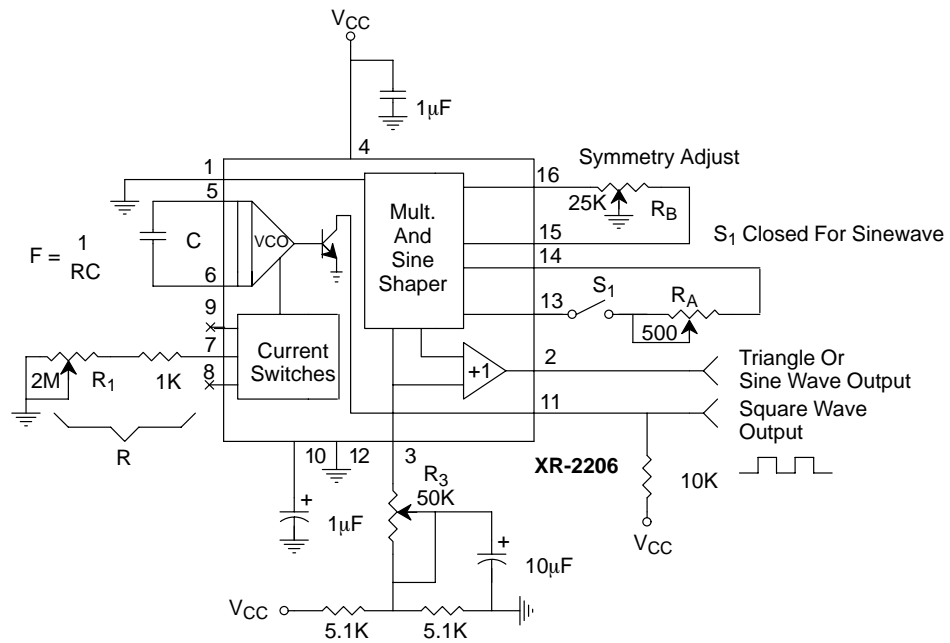 VCC
1μF
4
1
16
Symmetry Adjust
5
25K
RB
Mult.
And
Sine
Shaper
C
VCO
15
S1 Closed For Sinewave
F = 1
RC
6
14
13
S1
RA
500
9
7
Current
Switches
2M
R1
1K
8
+1
2
Triangle Or
Sine Wave Output
11
Square Wave
Output
R
10
12
3
XR-2206
R3
50K
10K
1μF
+
+
10μF
VCC
VCC
5.1K
5.1K